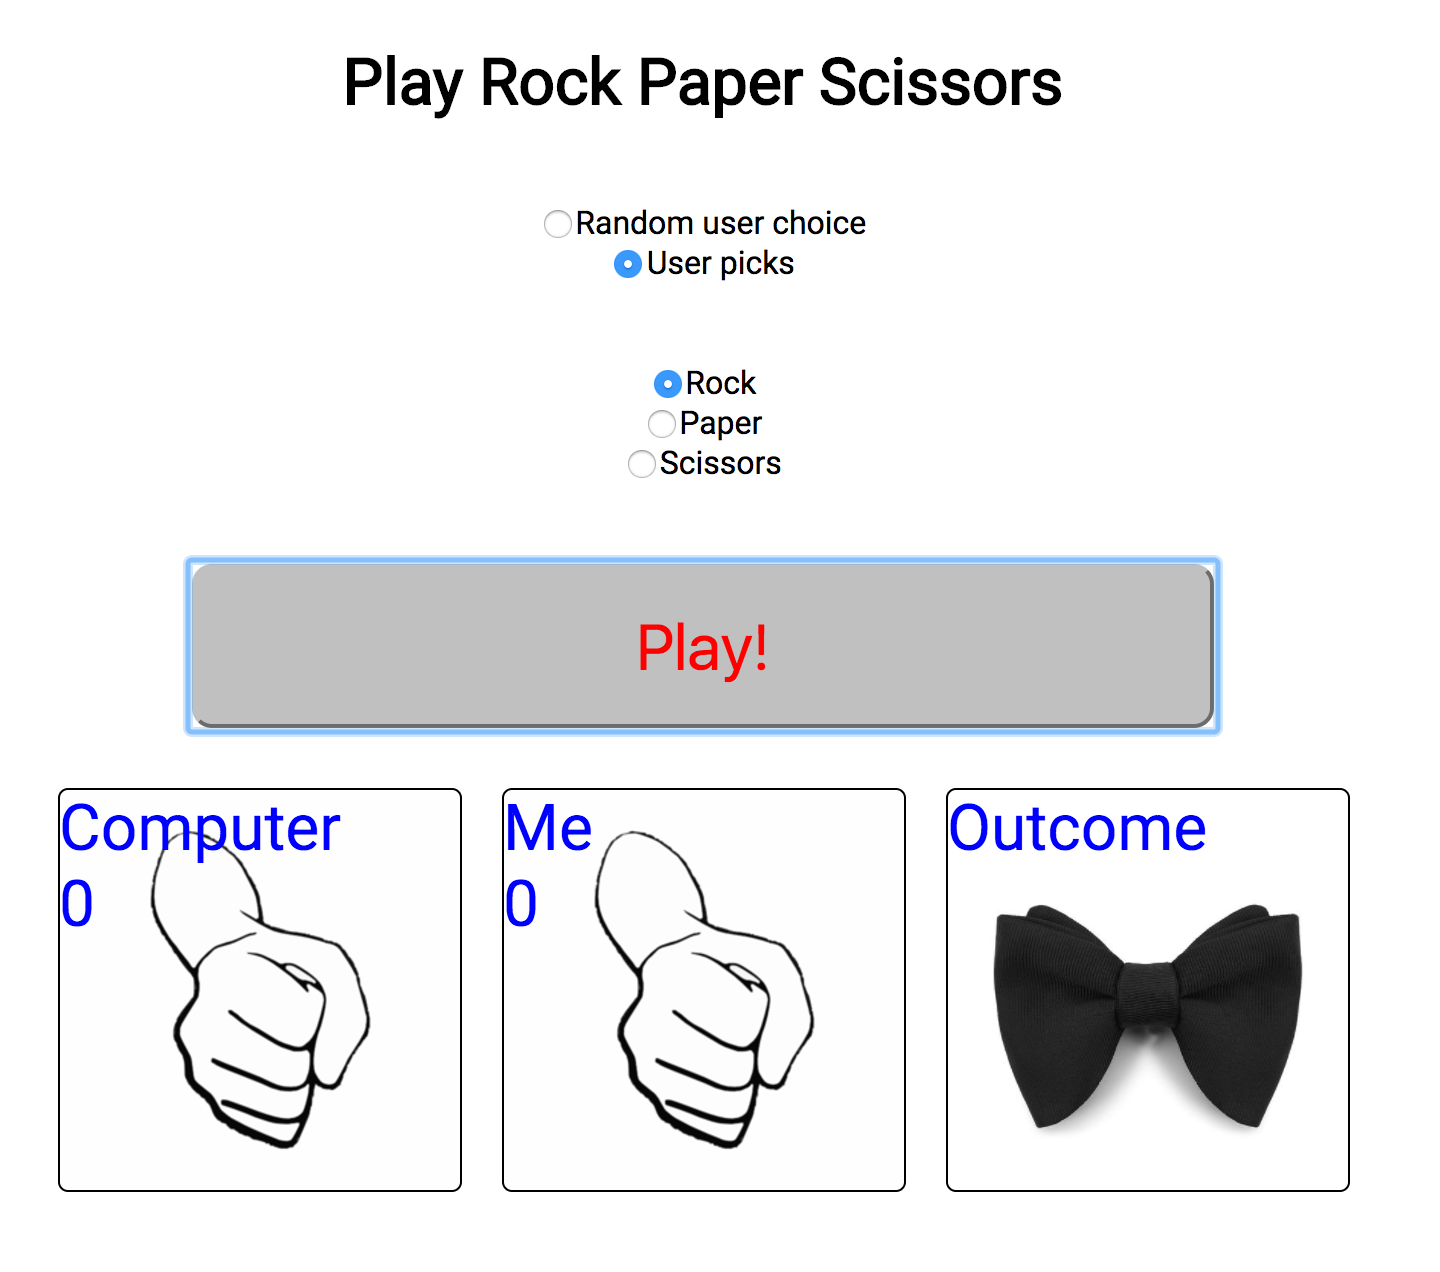 Play Rock Paper Scissors
Random user choice
User picks
Rock
Paper
Scissors
Play!
Computer
0
Me
0
Outcome